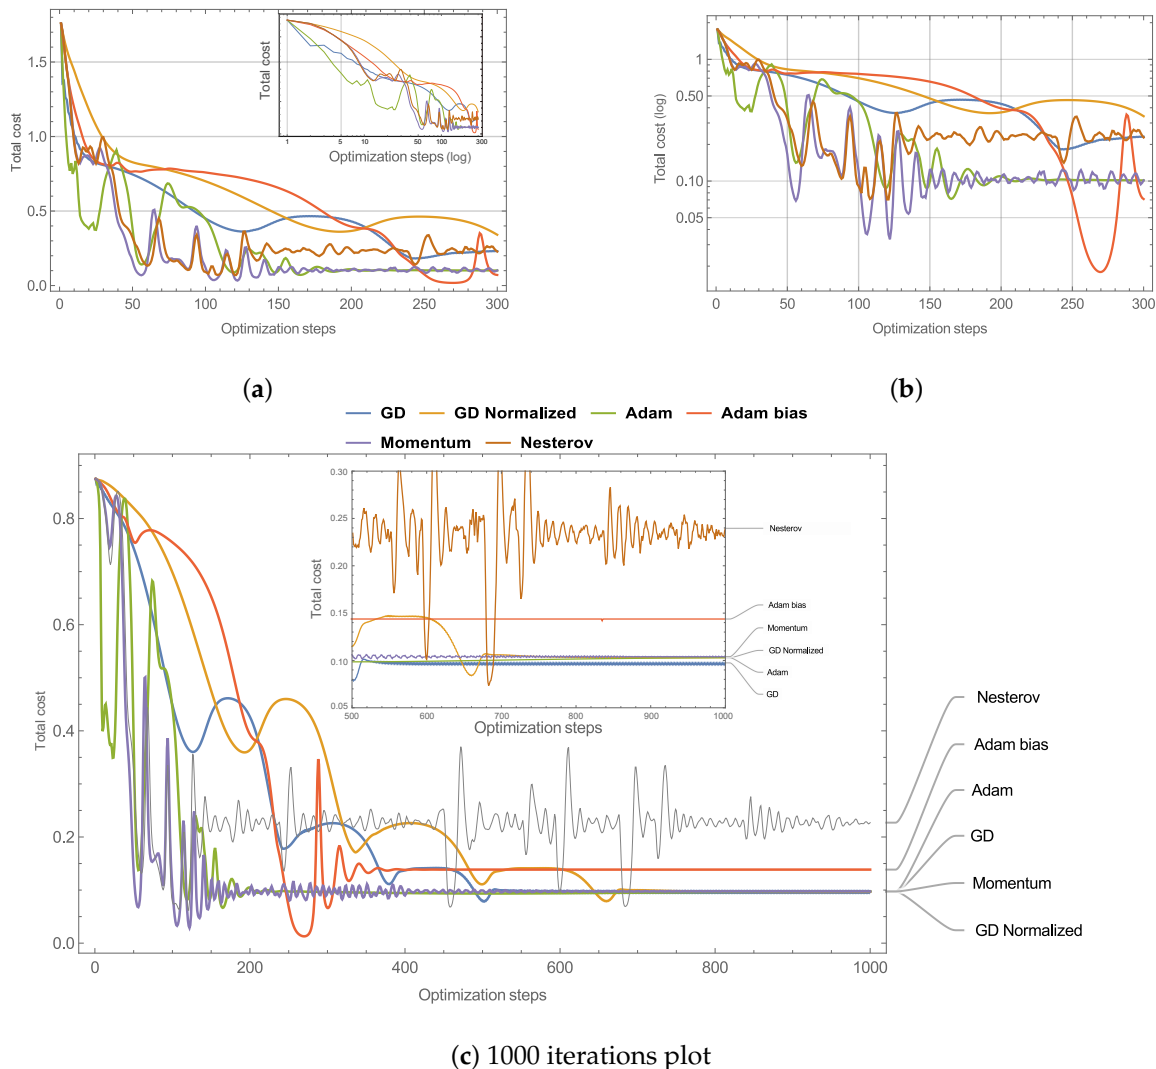 Total cost
1.5
1.0
0.5
0.0
0 50 100 150 200 250 300
Optimization steps
Total cost
1 5 10 50 100 300
Optimization steps (log)
(a)
Total cost (log)
1
0.50
0.10
0.05
0 50 100 150 200 250 300
Optimization steps
(b)
GD GD Normalized Adam Adam bias
Momentum Nesterov
Total cost
0.8
0.6
0.4
0.2
0.0
0 200 400 600 800 1000
Optimization steps
Total cost
0.30
0.25
0.20
0.15
0.10
0.05
500 600 700 800 900 1000
Optimization steps
Nesterov
Adam bias
Momentum
GD Normalized
Adam
GD
Nesterov
Adam bias
Adam
GD
Momentum
GD Normalized
(c) 1000 iterations plot